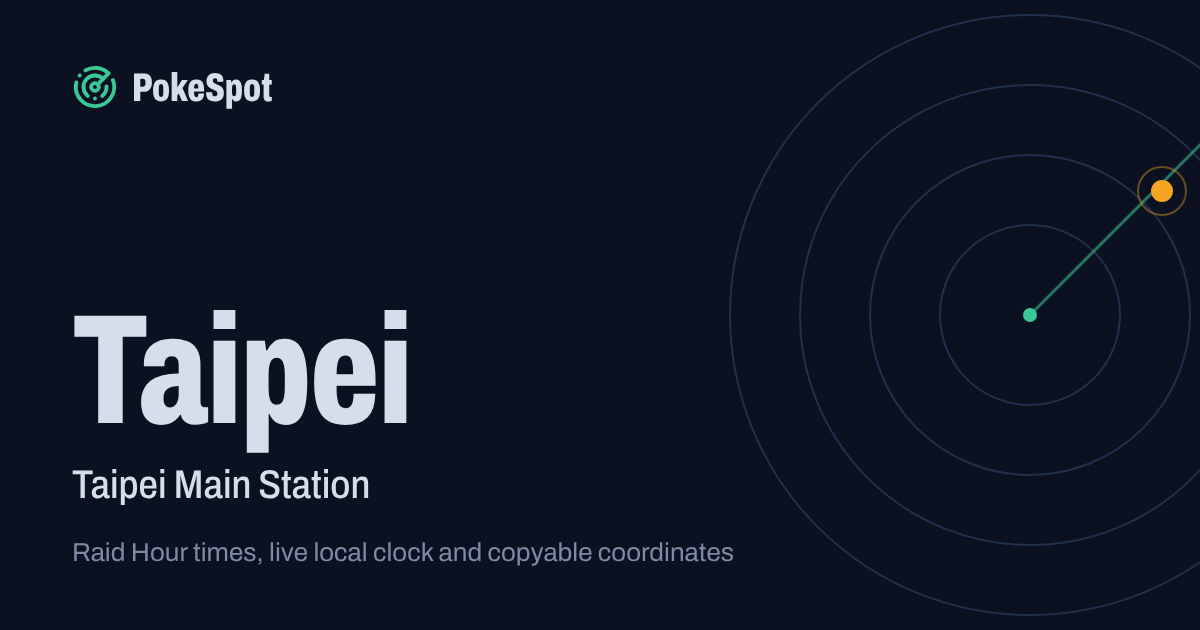 PokeSpot
Taipei
Taipei Main Station
Raid Hour times, live local clock and copyable coordinates